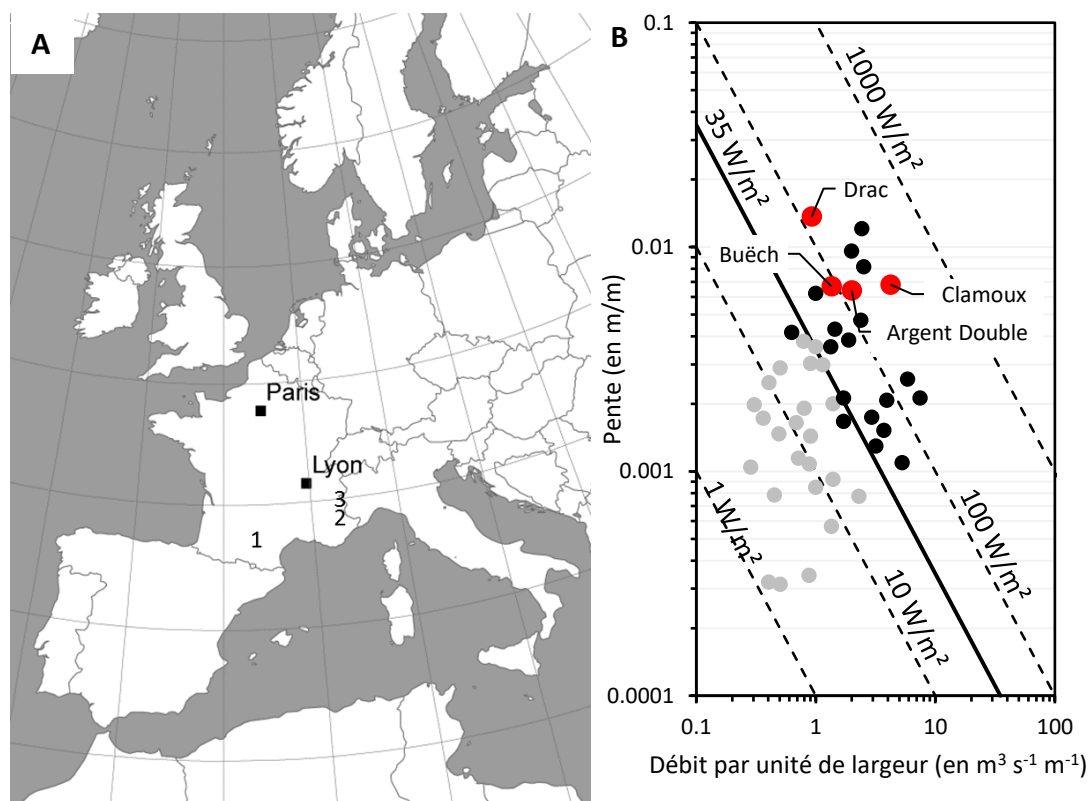 A
Paris
Lyon
3
2
1
B
0.1
0.01
0.001
0.0001
Pente (en m/m)
1000 W/m²
35 W/m²
Drac
Buëch
Clamoux
Argent Double
1 W/m²
10 W/m²
100 W/m²
0.1
1
10
100
Débit par unité de largeur (en m³ s⁻¹ m⁻¹)